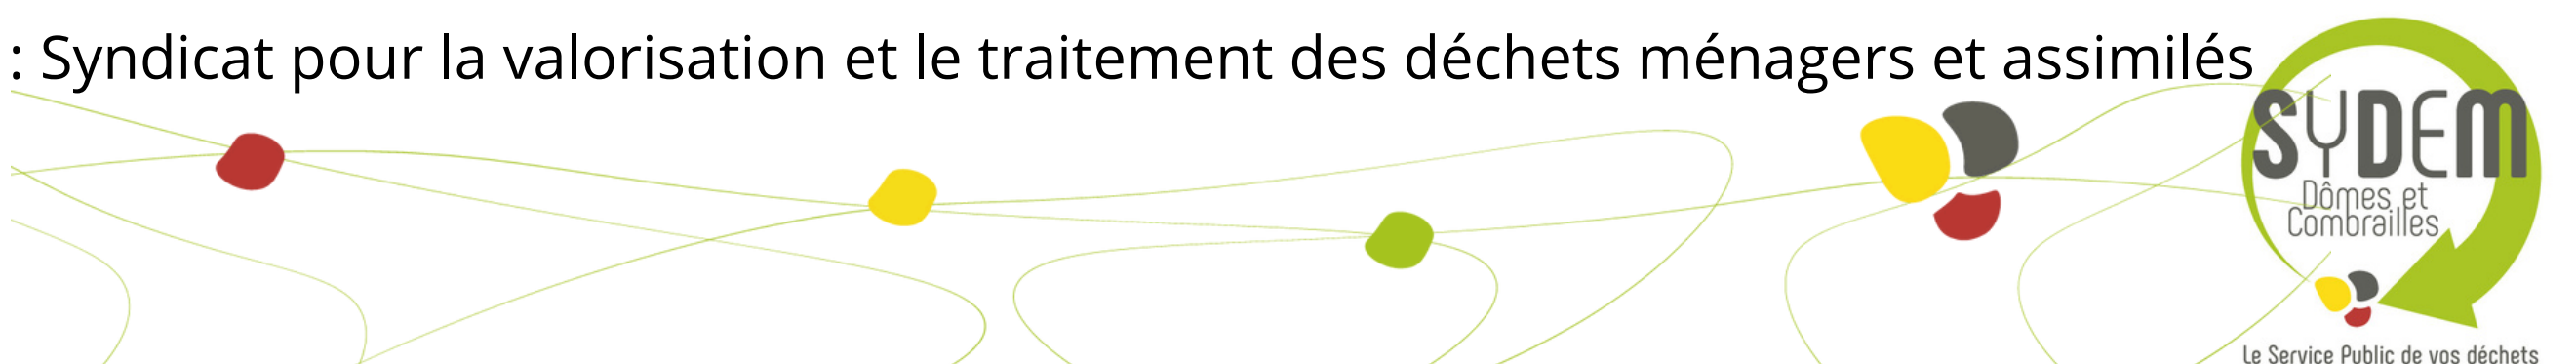 : Syndicat pour la valorisation et le traitement des déchets ménagers et assimilés
SYDEM
Dômes et
Combrailles
Le Service Public de vos déchets